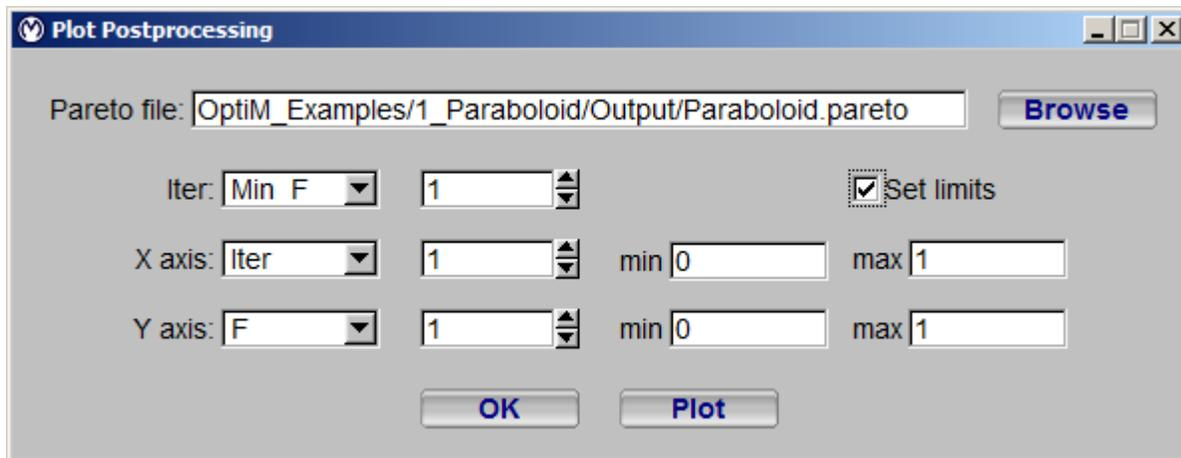 Plot Postprocessing
Pareto file: OptiM_Examples/1_Paraboloid/Output/Paraboloid.pareto Browse
Iter: Min F 1 Set limits
X axis: Iter 1 min 0 max 1
Y axis: F 1 min 0 max 1
OK Plot